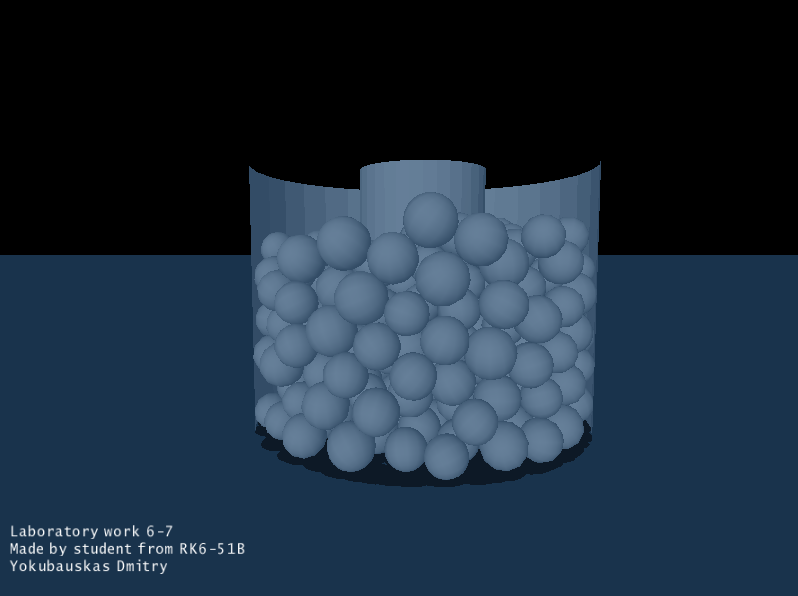 Laboratory work 6-7
Made by student from RK6-51B
Yokubauskas Dmitry